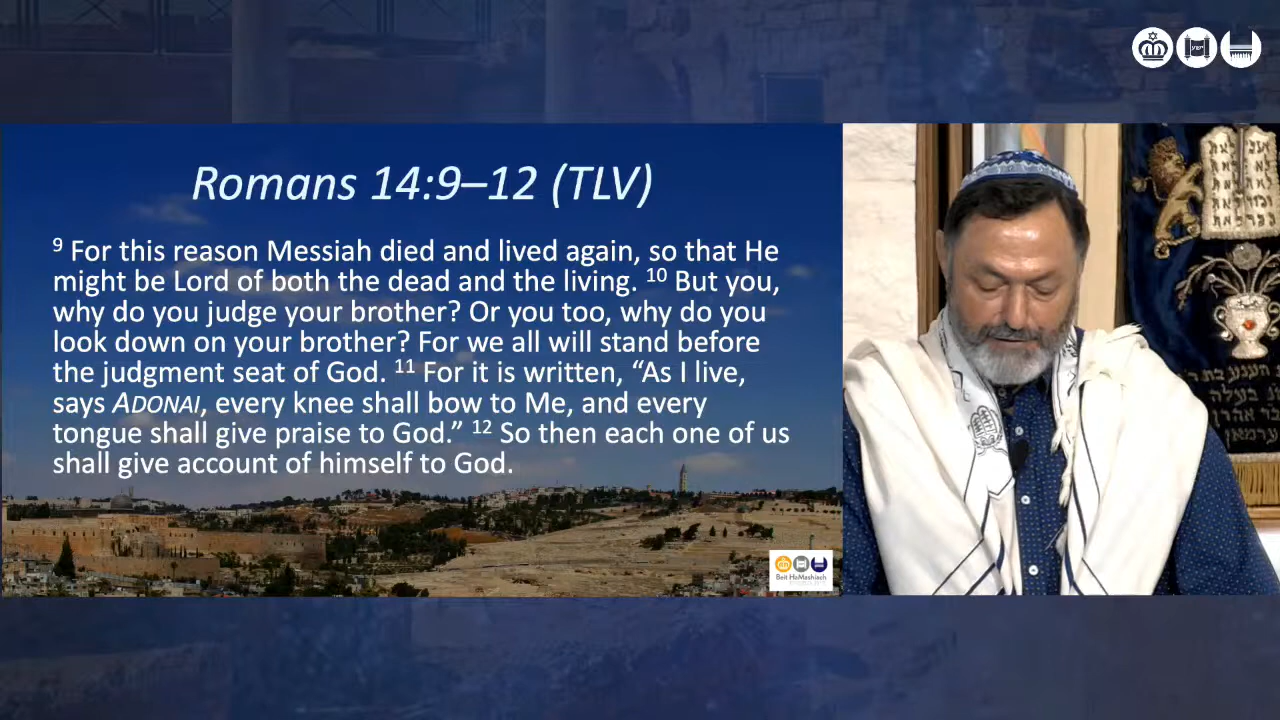 Romans 14:9–12 (TLV)
⁹ For this reason Messiah died and lived again, so that He
might be Lord of both the dead and the living. ¹⁰ But you,
why do you judge your brother? Or you too, why do you
look down on your brother? For we all will stand before
the judgment seat of God. ¹¹ For it is written, “As I live,
says ADONAI, every knee shall bow to Me, and every
tongue shall give praise to God.” ¹² So then each one of us
shall give account of himself to God.
Beit HaMashiach